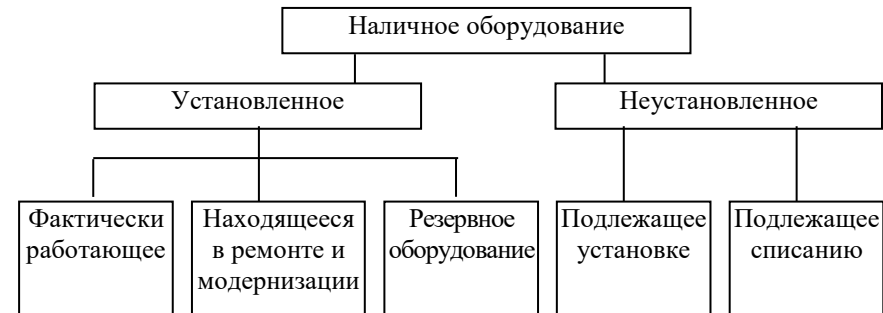 Наличное оборудование
Установленное
Неустановленное
Фактически
работающее
Находящееся
в ремонте и
модернизации
Резервное
оборудование
Подлежащее
установке
Подлежащее
списанию